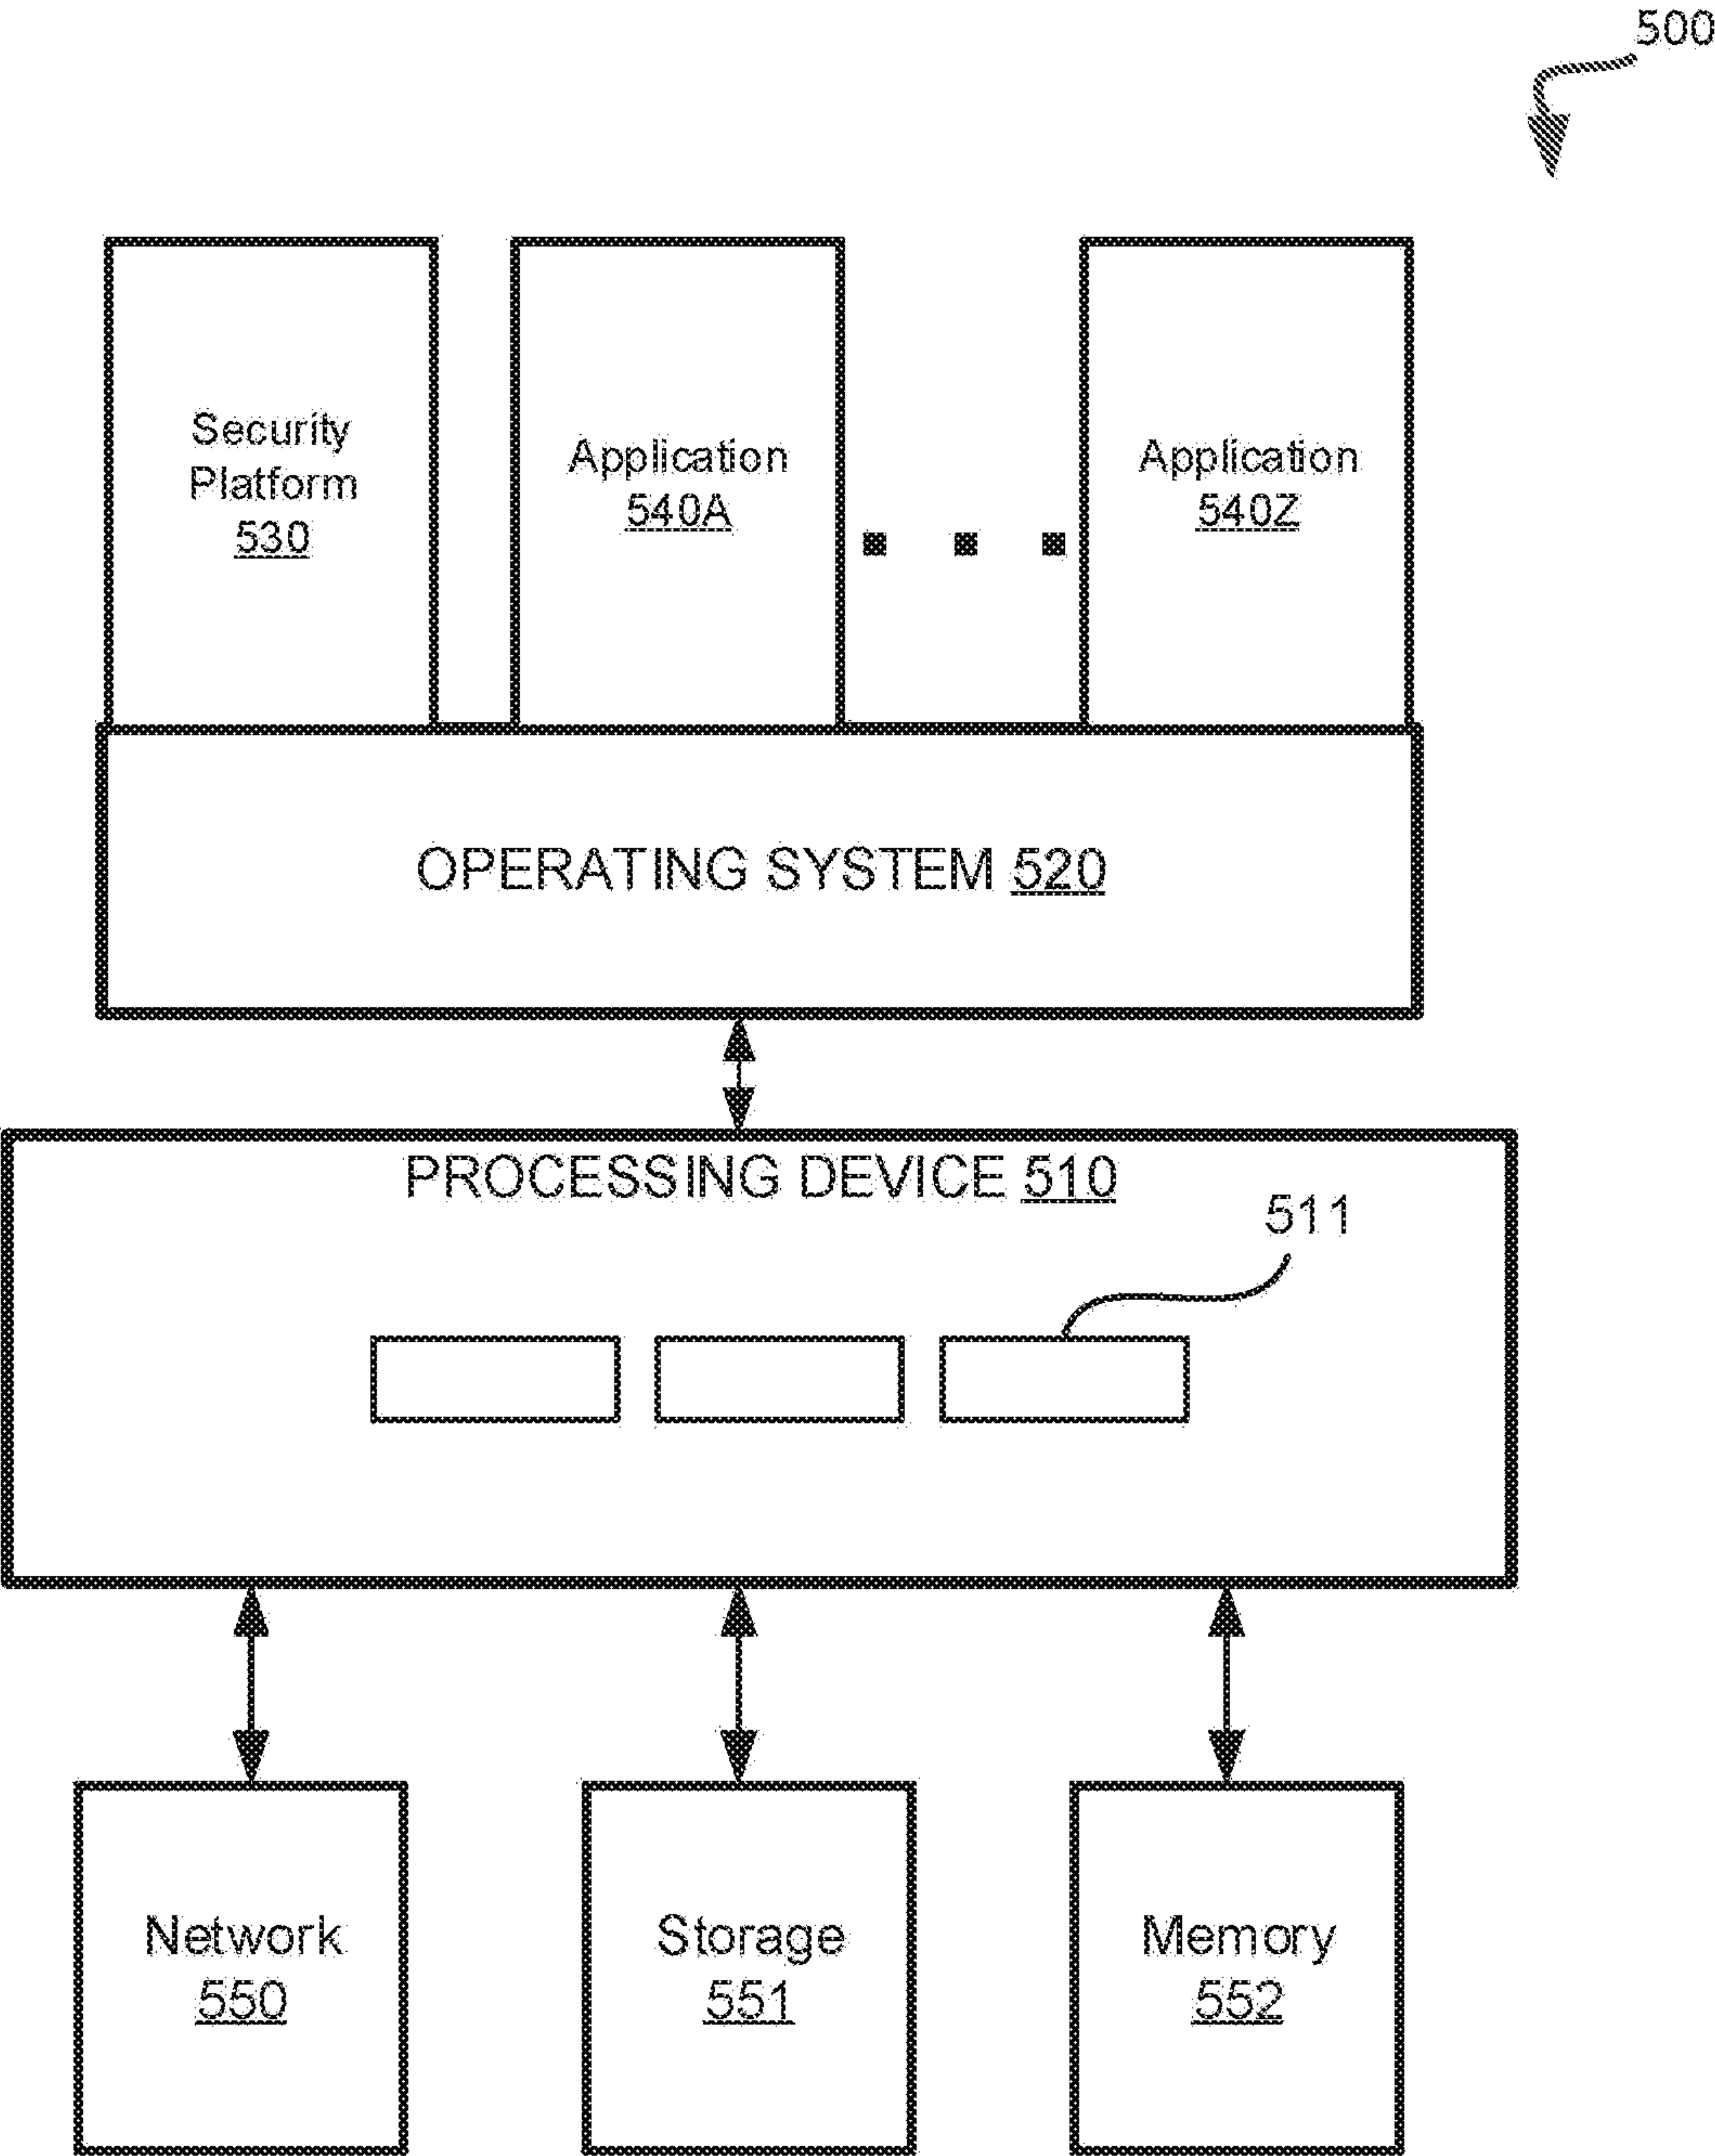 500
Security
Platform
530
Application
540A
Application
540Z
OPERATING SYSTEM 520
PROCESSING DEVICE 510
511
Network
550
Storage
551
Memory
552